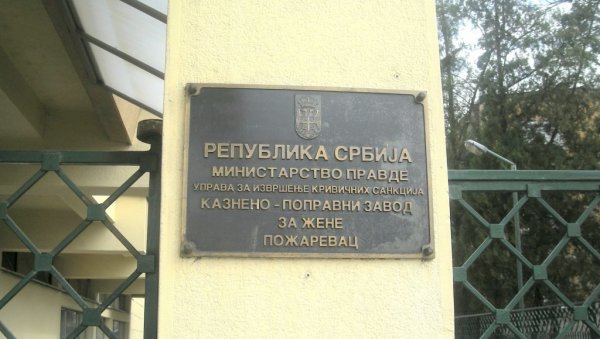 РЕПУБЛИКА СРБИЈА
МИНИСТАРСТВО ПРАВДЕ
УПРАВА ЗА ИЗВРШЕЊЕ КРИВИЧНИХ САНКЦИЈА
КАЗНЕНО - ПОПРАВНИ ЗАВОД
ЗА ЖЕНЕ
ПОЖАРЕВАЦ